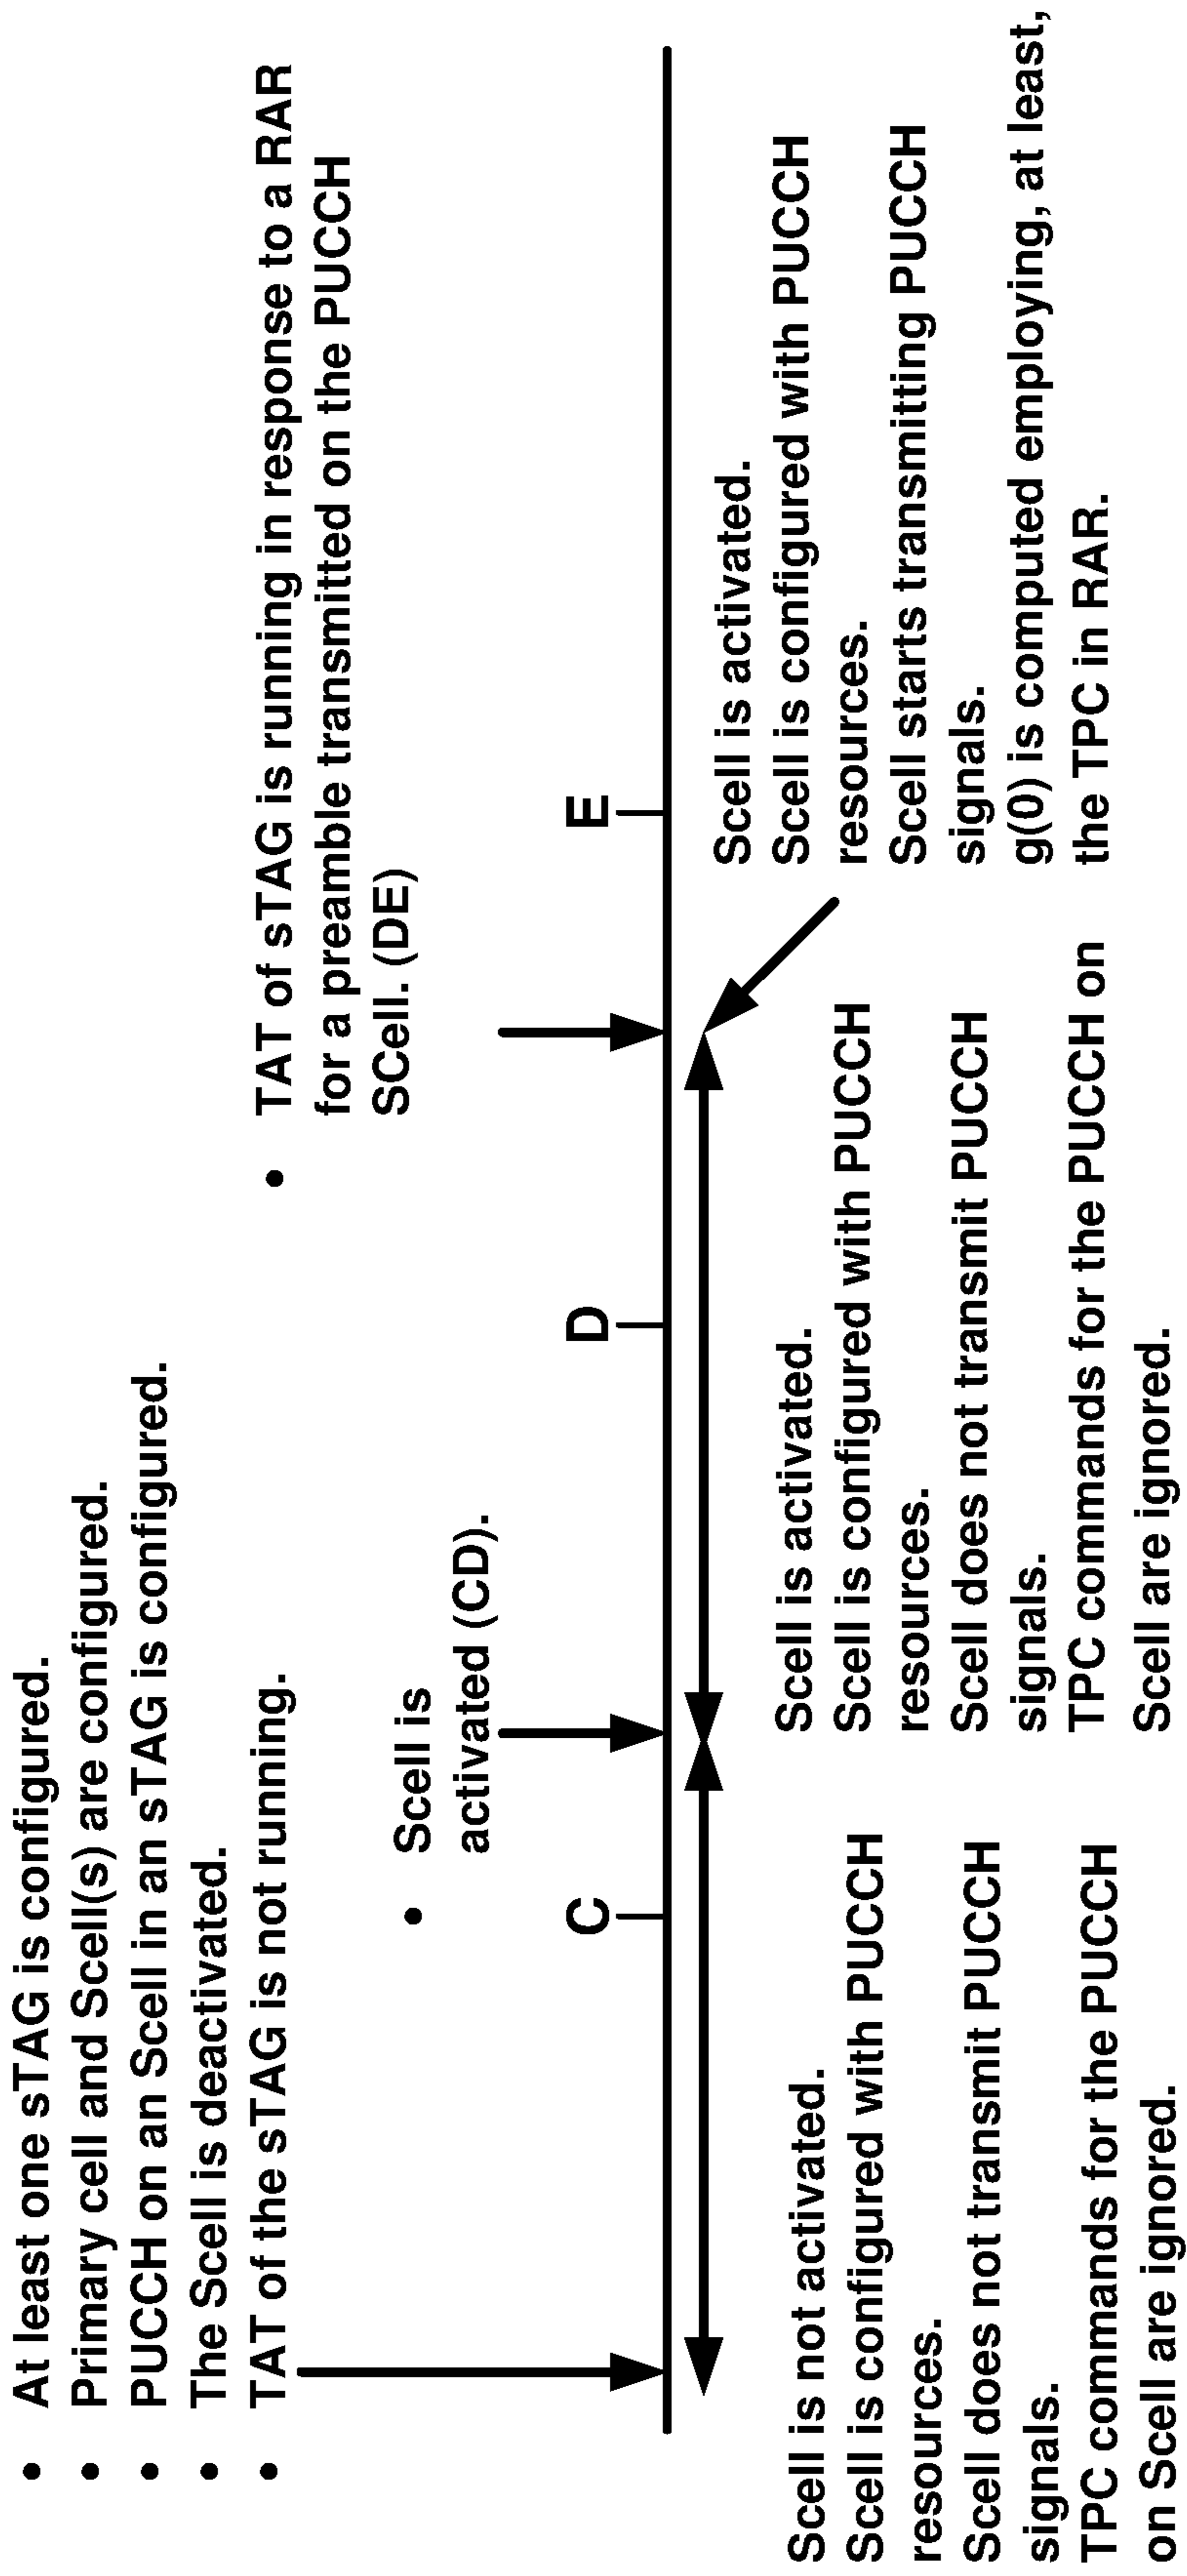 • At least one sTAG is configured.
• Primary cell and Scell(s) are configured.
• PUCCH on an Scell in an sTAG is configured.
• The Scell is deactivated.
• TAT of the sTAG is not running.
• Scell is
activated (CD).
• TAT of sTAG is running in response to a RAR
for a preamble transmitted on the PUCCH
SCell. (DE)
C
D
E
Scell is not activated.
Scell is configured with PUCCH
resources.
Scell does not transmit PUCCH
signals.
TPC commands for the PUCCH
on Scell are ignored.
Scell is activated.
Scell is configured with PUCCH
resources.
Scell does not transmit PUCCH
signals.
TPC commands for the PUCCH on
Scell are ignored.
Scell is activated.
Scell is configured with PUCCH
resources.
Scell starts transmitting PUCCH
signals.
g(0) is computed employing, at least,
the TPC in RAR.